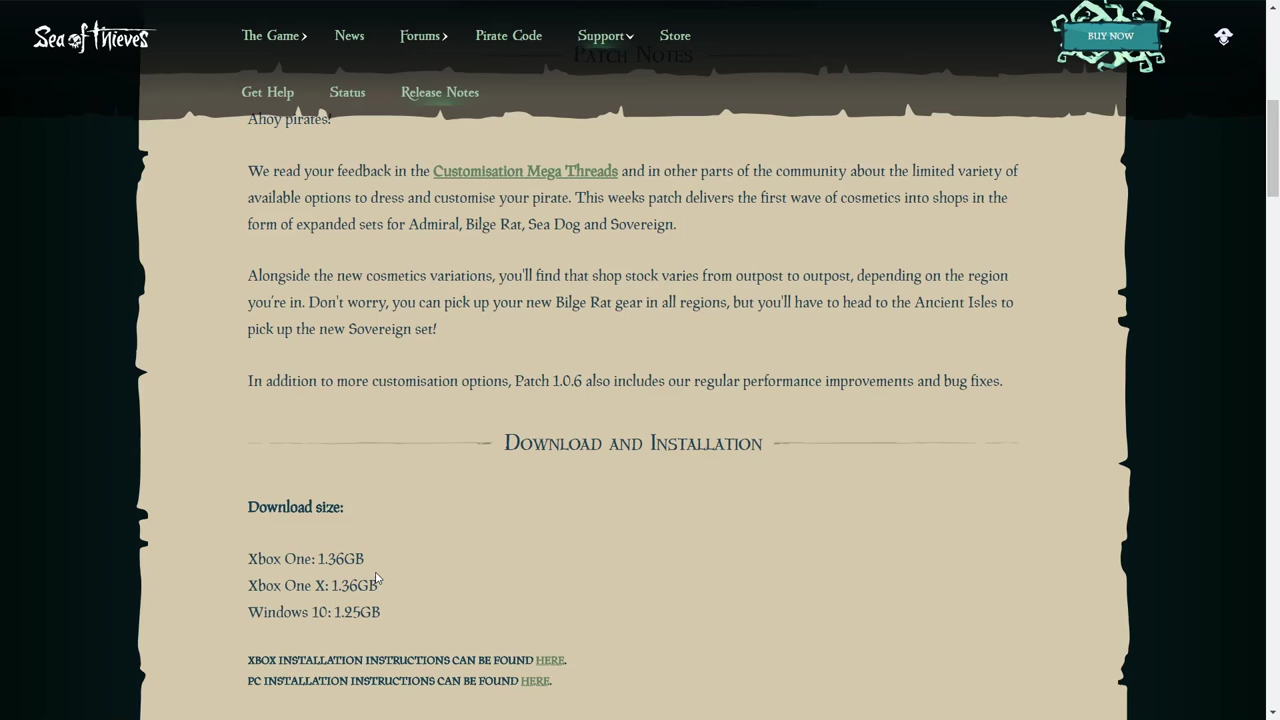 Sea of Thieves
The Game
News
Forums
Pirate Code
Support
Store
BUY NOW
Patch Notes
Get Help
Status
Release Notes
Ahoy pirates!
We read your feedback in the Customisation Mega Threads and in other parts of the community about the limited variety of
available options to dress and customise your pirate. This weeks patch delivers the first wave of cosmetics into shops in the
form of expanded sets for Admiral, Bilge Rat, Sea Dog and Sovereign.
Alongside the new cosmetics variations, you'll find that shop stock varies from outpost to outpost, depending on the region
you're in. Don't worry, you can pick up your new Bilge Rat gear in all regions, but you'll have to head to the Ancient Isles to
pick up the new Sovereign set!
In addition to more customisation options, Patch 1.0.6 also includes our regular performance improvements and bug fixes.
Download and Installation
Download size:
Xbox One: 1.36GB
Xbox One X: 1.36GB
Windows 10: 1.25GB
XBOX INSTALLATION INSTRUCTIONS CAN BE FOUND HERE.
PC INSTALLATION INSTRUCTIONS CAN BE FOUND HERE.